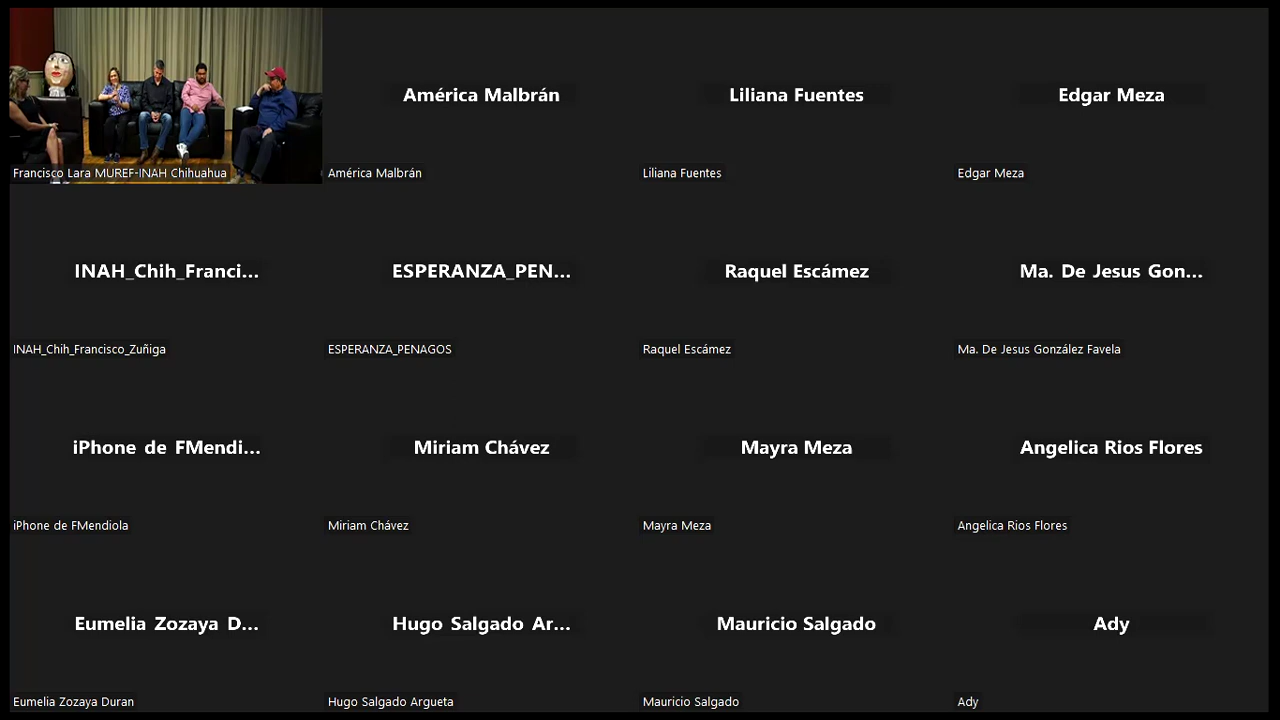 América Malbrán
Liliana Fuentes
Edgar Meza
Francisco Lara MUREF-INAH Chihuahua
América Malbrán
Liliana Fuentes
Edgar Meza
INAH_Chih_Franci...
ESPERANZA_PEN...
Raquel Escámez
Ma. De Jesus Gon...
INAH_Chih_Francisco_Zuñiga
ESPERANZA_PENAGOS
Raquel Escámez
Ma. De Jesus González Favela
iPhone de FMendi...
Miriam Chávez
Mayra Meza
Angelica Rios Flores
iPhone de FMendiola
Miriam Chávez
Mayra Meza
Angelica Rios Flores
Eumelia Zozaya D...
Hugo Salgado Ar...
Mauricio Salgado
Ady
Eumelia Zozaya Duran
Hugo Salgado Argueta
Mauricio Salgado
Ady